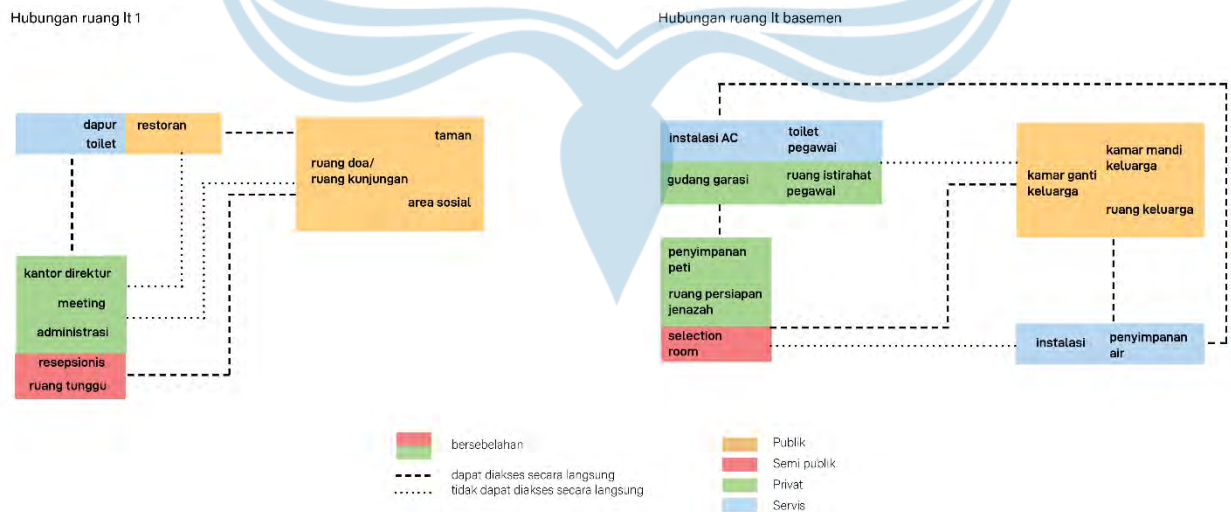 Hubungan ruang lt 1
dapur
toilet
restoran
taman
ruang doa/
ruang kunjungan
area sosial
kantor direktur
meeting
administrasi
resepsionis
ruang tunggu
Hubungan ruang lt basemen
instalasi AC
toilet
pegawai
gudang garasi
ruang istirahat
pegawai
kamar mandi
keluarga
kamar ganti
keluarga
ruang keluarga
penyimpanan
peti
ruang persiapan
jenazah
selection
room
instalasi
penyimpanan
air
bersebelahan
dapat diakses secara langsung
tidak dapat diakses secara langsung
Publik
Semi publik
Privat
Servis